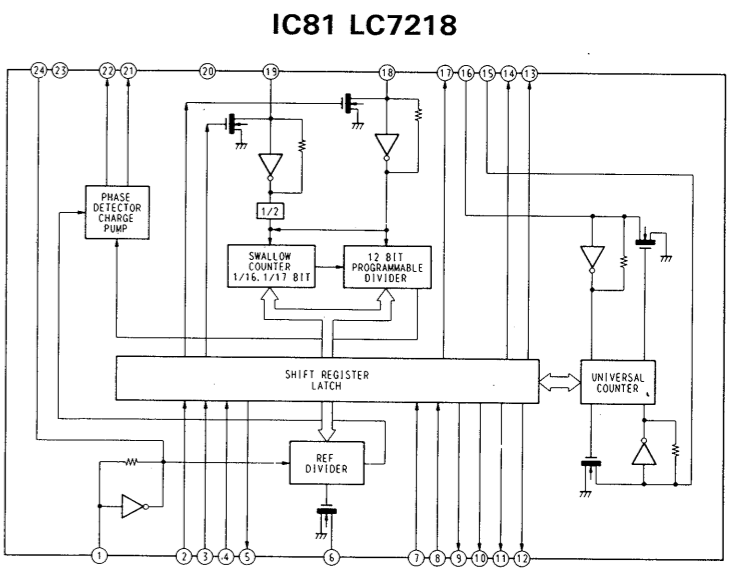 IC81 LC7218
24 23 22 21 20 19 18 17 16 15 14 13
PHASE
DETECTOR
CHARGE
PUMP
1/2
SWALLOW
COUNTER
1/16. 1/17 BIT
12 BIT
PROGRAMMABLE
DIVIDER
SHIFT REGISTER
LATCH
UNIVERSAL
COUNTER
REF
DIVIDER
1 2 3 4 5 6 7 8 9 10 11 12